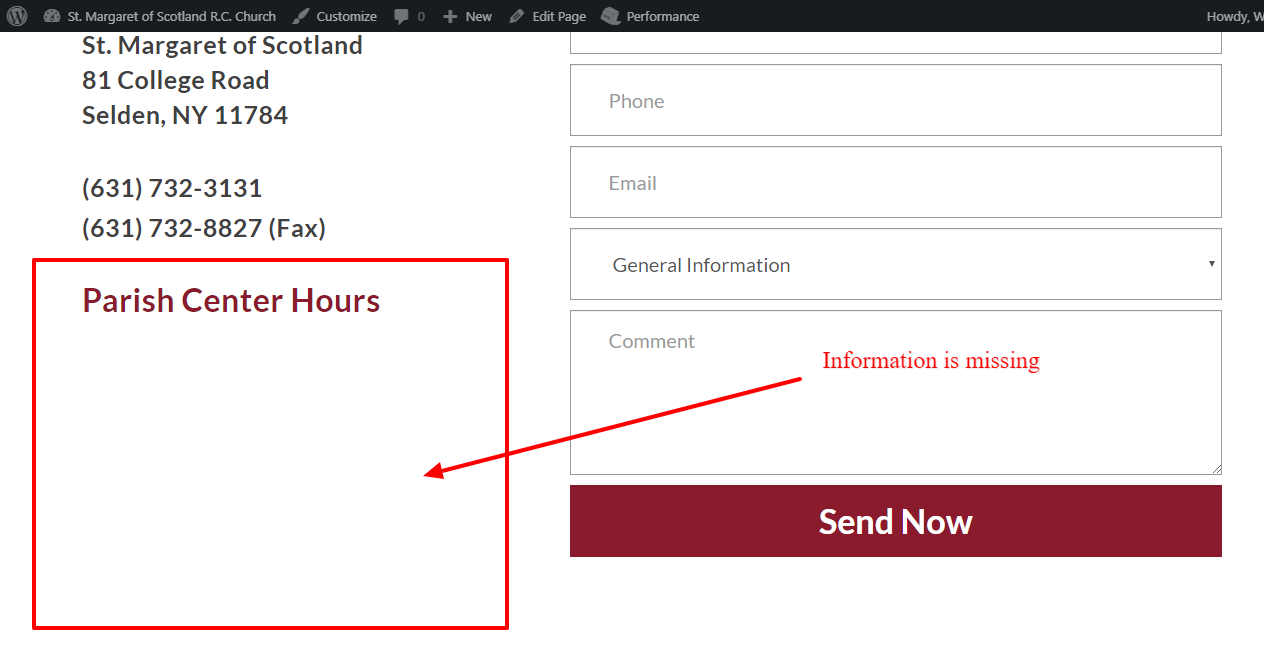 St. Margaret of Scotland R.C. Church Customize 0 New Edit Page Performance Howdy, W
St. Margaret of Scotland
81 College Road
Selden, NY 11784
(631) 732-3131
(631) 732-8827 (Fax)
Parish Center Hours
Phone
Email
General Information
Comment
Information is missing
Send Now